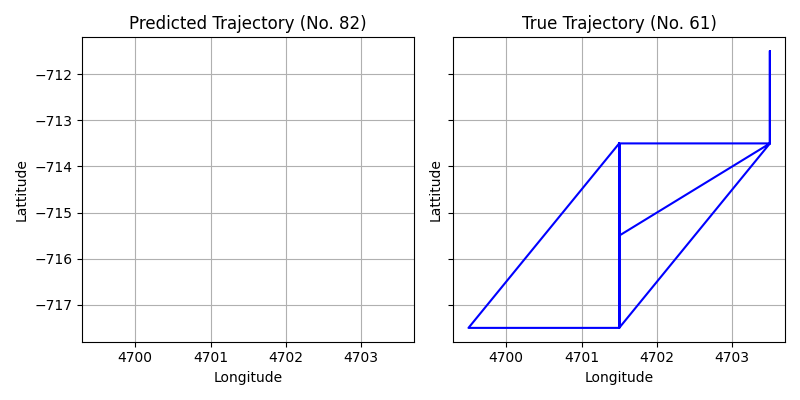 Predicted Trajectory (No. 82)
True Trajectory (No. 61)
−712
−713
−714
−715
−716
−717
Lattitude
Lattitude
4700 4701 4702 4703
4700 4701 4702 4703
Longitude
Longitude